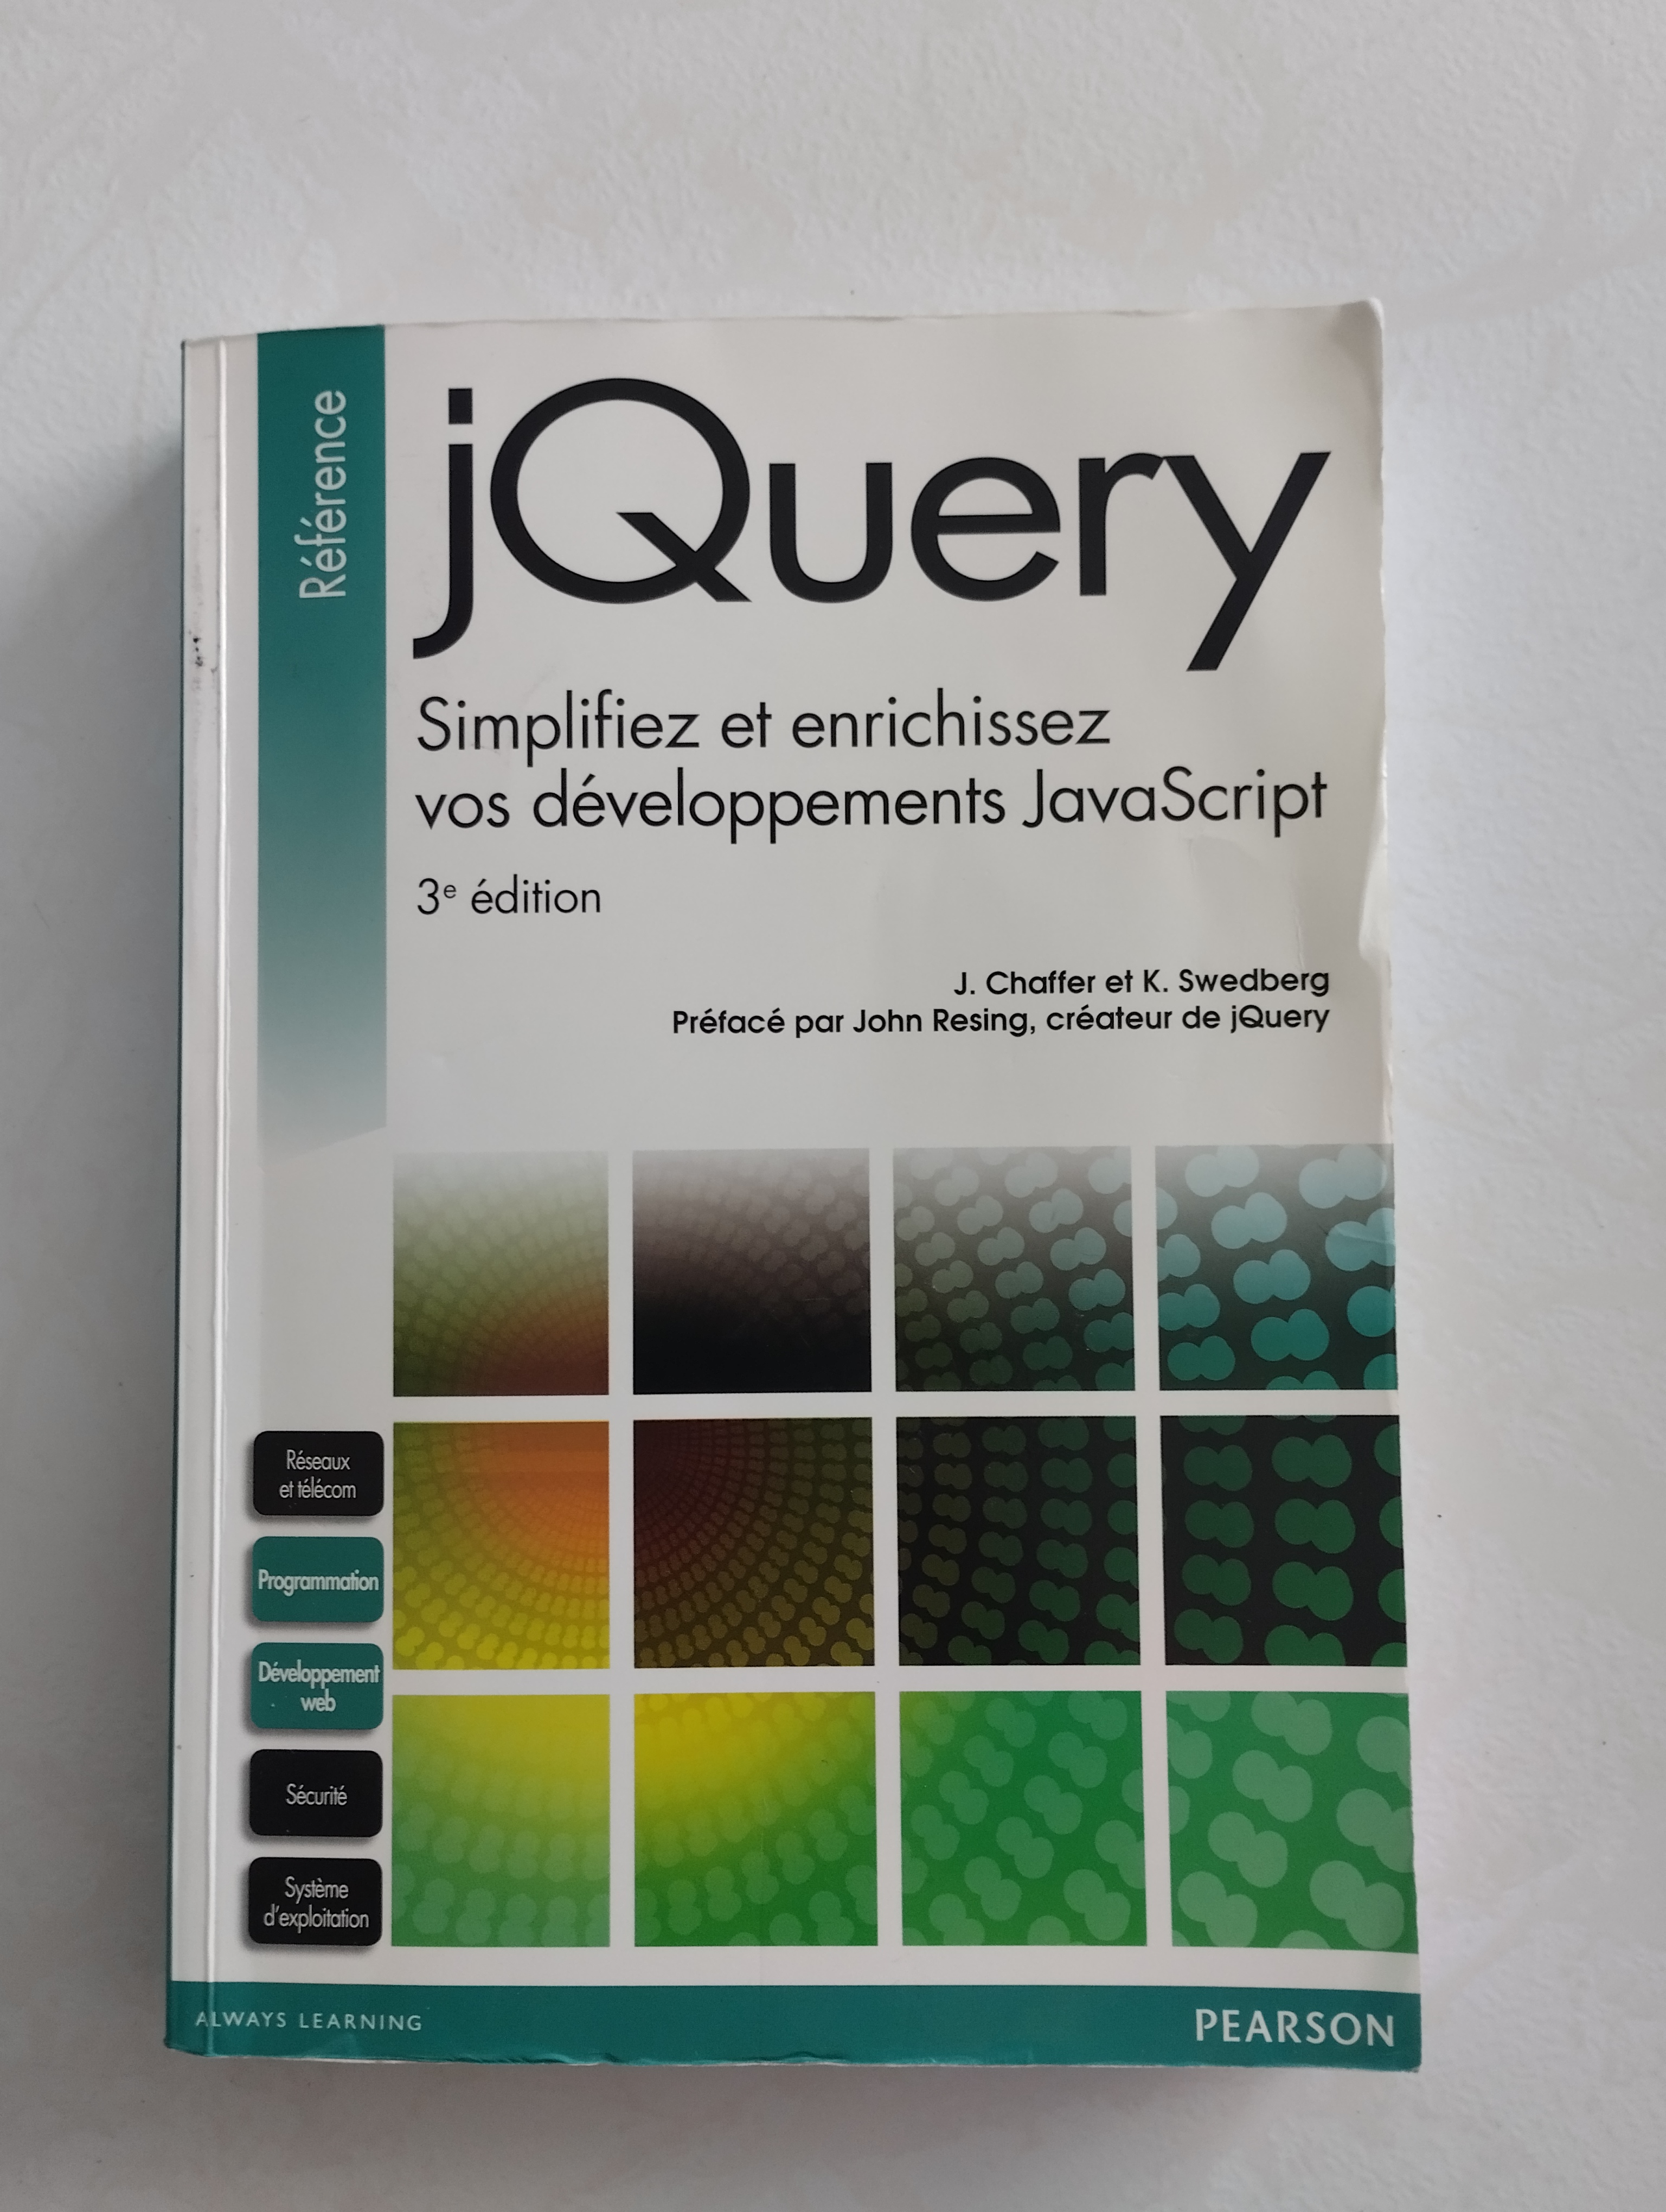 Référence
jQuery
Simplifiez et enrichissez
vos développements JavaScript
3e édition
J. Chaffer et K. Swedberg
Préfacé par John Resing, créateur de jQuery
Réseaux
et télécom
Programmation
Développement
web
Sécurité
Système
d'exploitation
ALWAYS LEARNING
PEARSON